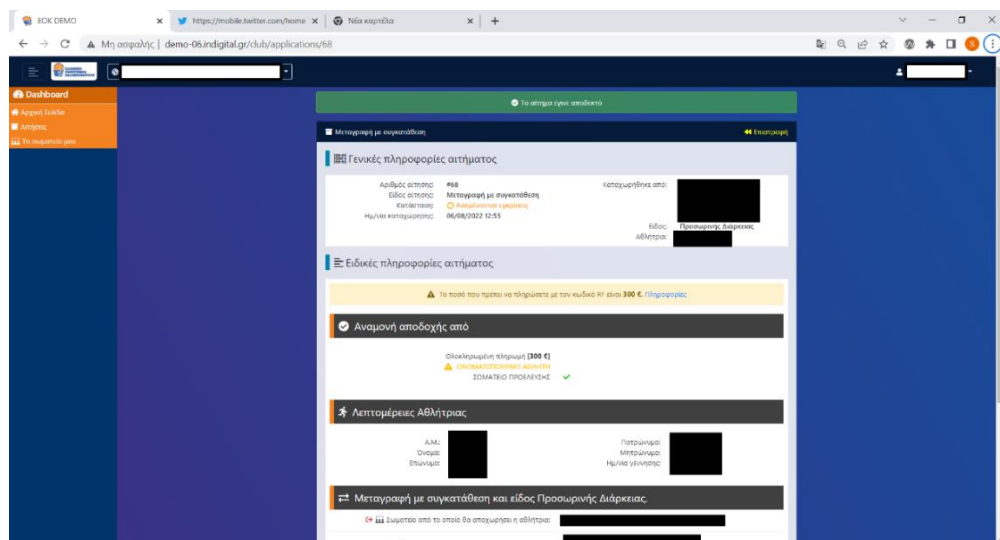 EOK DEMO
https://mobile.twitter.com/home
Νέα καρτέλα
Μη ασφαλής | demo-06.indigital.gr/club/applications/68
Dashboard
Αρχική Σελίδα
Αιτήσεις
Το σωματείο μου
Το αίτημα έγινε αποδεκτό
Μεταγραφή με συγκατάθεση
Επιστροφή
Γενικές πληροφορίες αιτήματος
Αριθμός αίτησης: #68
Είδος αίτησης: Μεταγραφή με συγκατάθεση
Κατάσταση: Αναμένονται εγκρίσεις
Ημ/νία καταχώρησης: 06/08/2022 12:55
Καταχωρήθηκε από:
Είδος: Προσωρινής Διάρκειας
Αθλήτρια:
Ειδικές πληροφορίες αιτήματος
Το ποσό που πρέπει να πληρώσετε με τον κωδικό RF είναι 300 €. Πληροφορίες
Αναμονή αποδοχής από
Ολοκληρωμένη πληρωμή (300 €)
ΟΝΟΜΑΤΕΠΩΝΥΜΟ ΑΘΛΗΤΗ
ΣΩΜΑΤΕΙΟ ΠΡΟΕΛΕΥΣΗΣ
Λεπτομέρειες Αθλήτριας
Α.Μ.:
Όνομα:
Επώνυμο:
Πατρώνυμο:
Μητρώνυμο:
Ημ/νία γέννησης:
Μεταγραφή με συγκατάθεση και είδος Προσωρινής Διάρκειας.
Σωματείο από το οποίο θα αποχωρήσει η αθλήτρια: